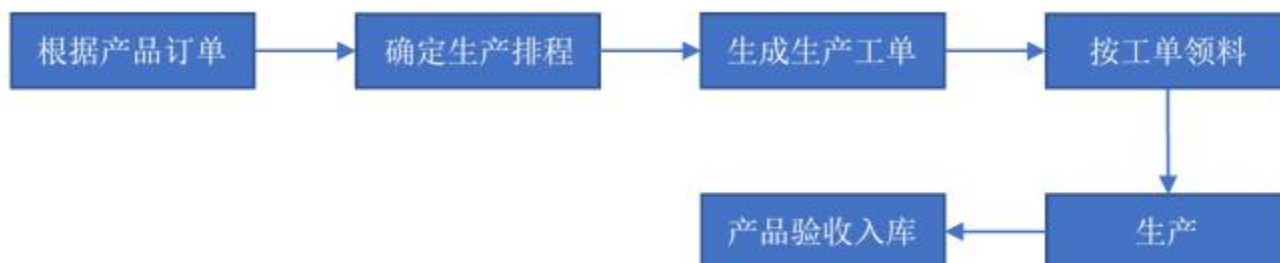 根据产品订单
确定生产排程
生成生产工单
按工单领料
生产
产品验收入库